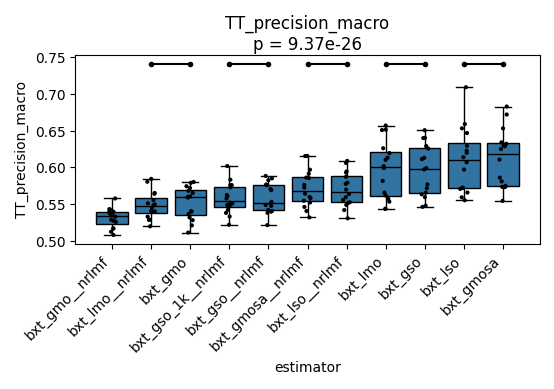 TT_precision_macro
p = 9.37e-26
0.75
0.70
0.65
0.60
0.55
0.50
TT_precision_macro
bxt_gmo__nrlmf
bxt_lmo__nrlmf
bxt_gmo
bxt_gso_1k__nrlmf
bxt_gso__nrlmf
bxt_gmosa__nrlmf
bxt_lso__nrlmf
bxt_lmo
bxt_gso
bxt_lso
bxt_gmosa
estimator